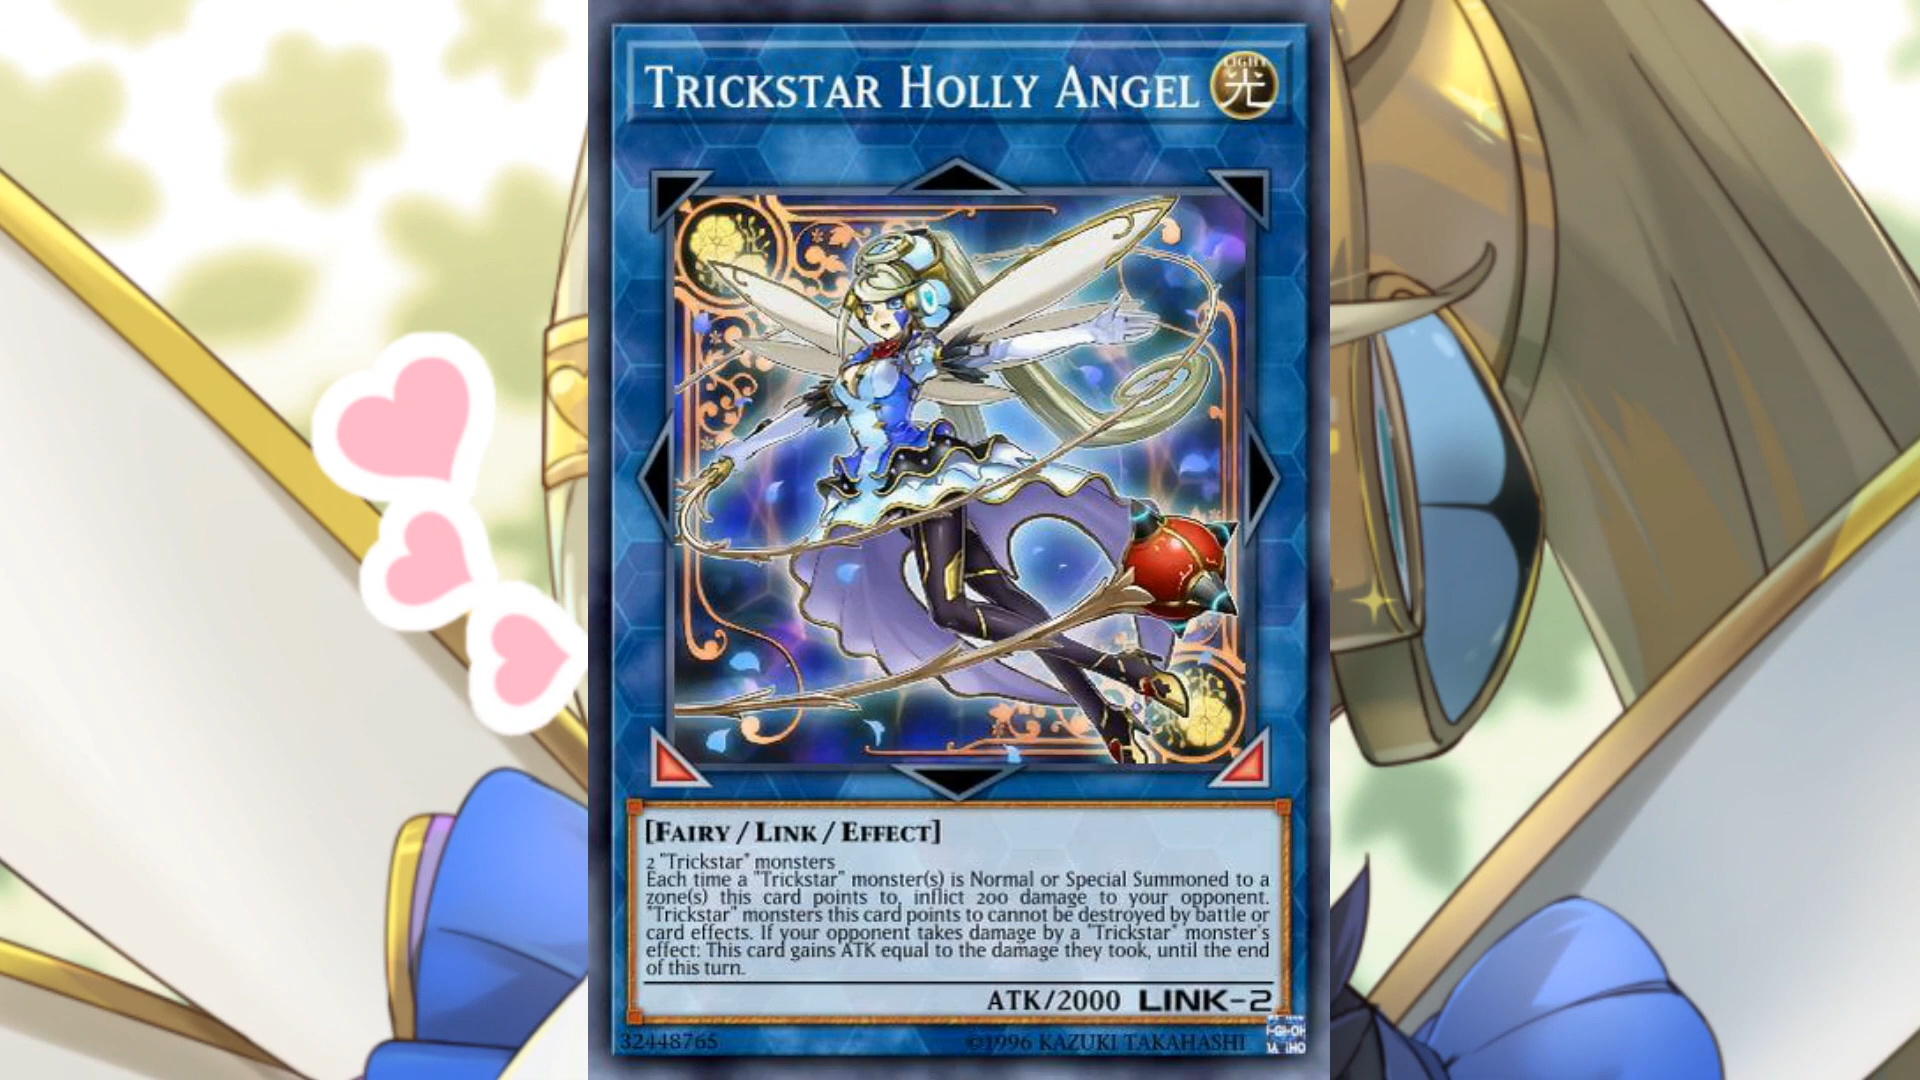 TRICKSTAR HOLLY ANGEL
LIGHT
光
[FAIRY / LINK / EFFECT]
2 "Trickstar" monsters
Each time a "Trickstar" monster(s) is Normal or Special Summoned to a
zone(s) this card points to, inflict 200 damage to your opponent.
"Trickstar" monsters this card points to cannot be destroyed by battle or
card effects. If your opponent takes damage by a "Trickstar" monster's
effect: This card gains ATK equal to the damage they took, until the end
of this turn.
ATK/2000 LINK-2
32448765
©1996 KAZUKI TAKAHASHI